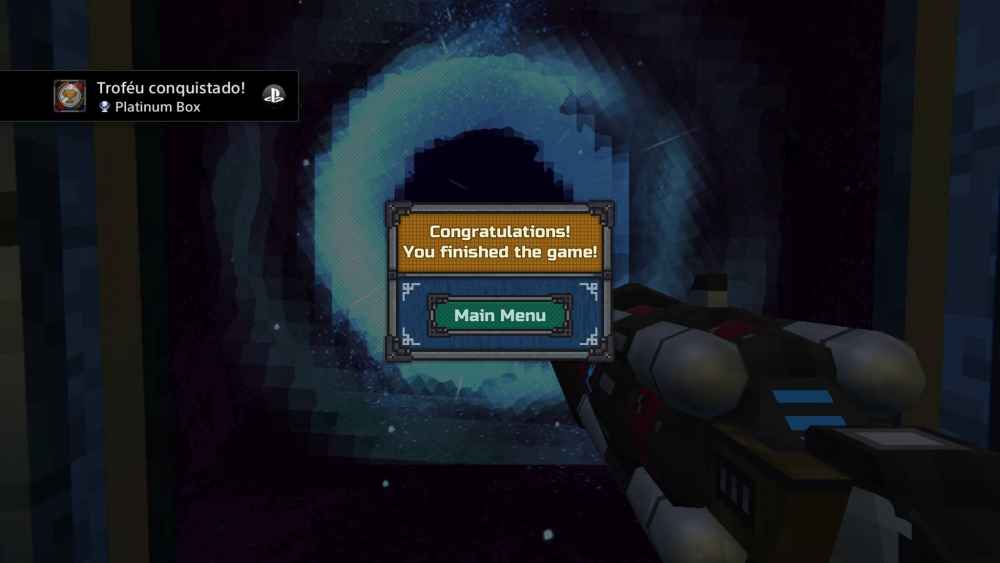 Troféu conquistado!
Platinum Box
Congratulations!
You finished the game!
Main Menu